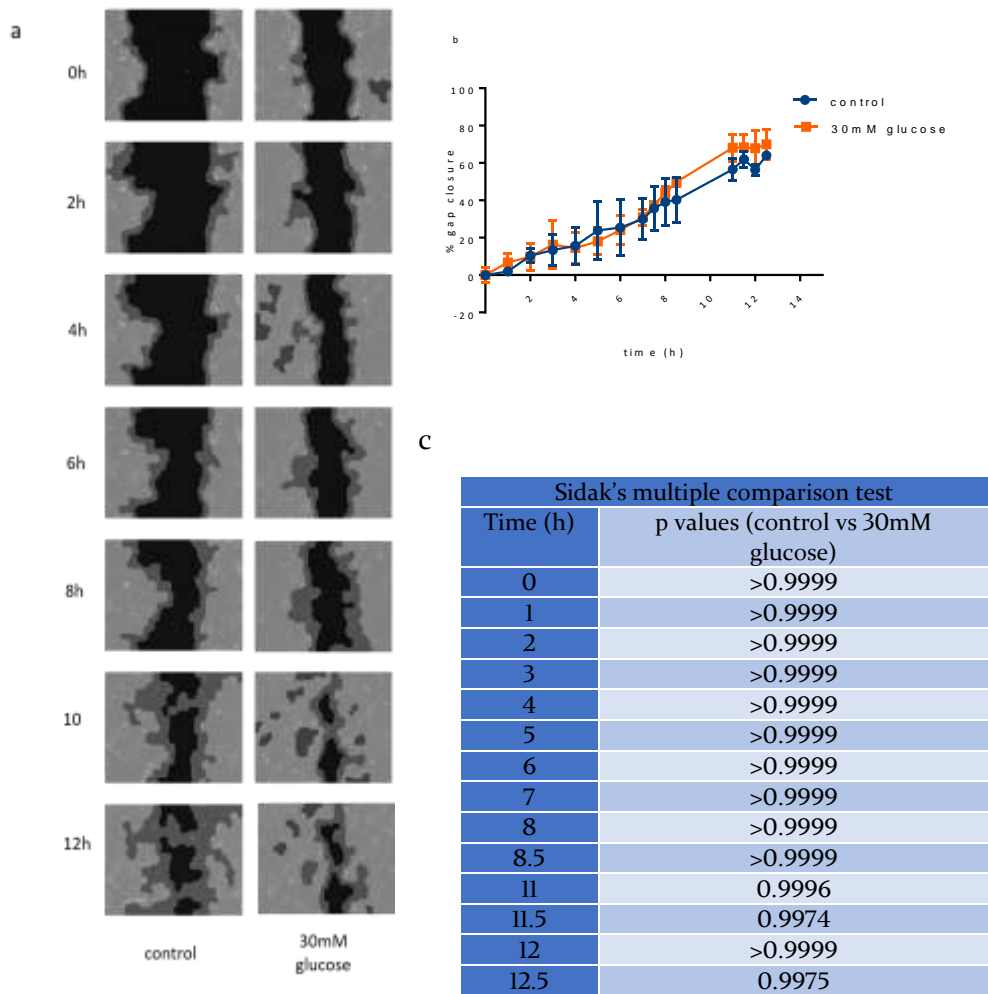 a
0h
2h
4h
6h
8h
10
12h
control
30mM
glucose
b
100
80
60
40
20
0
-20
% gap closure
2
4
6
8
10
12
14
time (h)
control
30mM glucose
c
Sidak's multiple comparison test
Time (h) p values (control vs 30mM
glucose)
0 >0.9999
1 >0.9999
2 >0.9999
3 >0.9999
4 >0.9999
5 >0.9999
6 >0.9999
7 >0.9999
8 >0.9999
8.5 >0.9999
11 0.9996
11.5 0.9974
12 >0.9999
12.5 0.9975